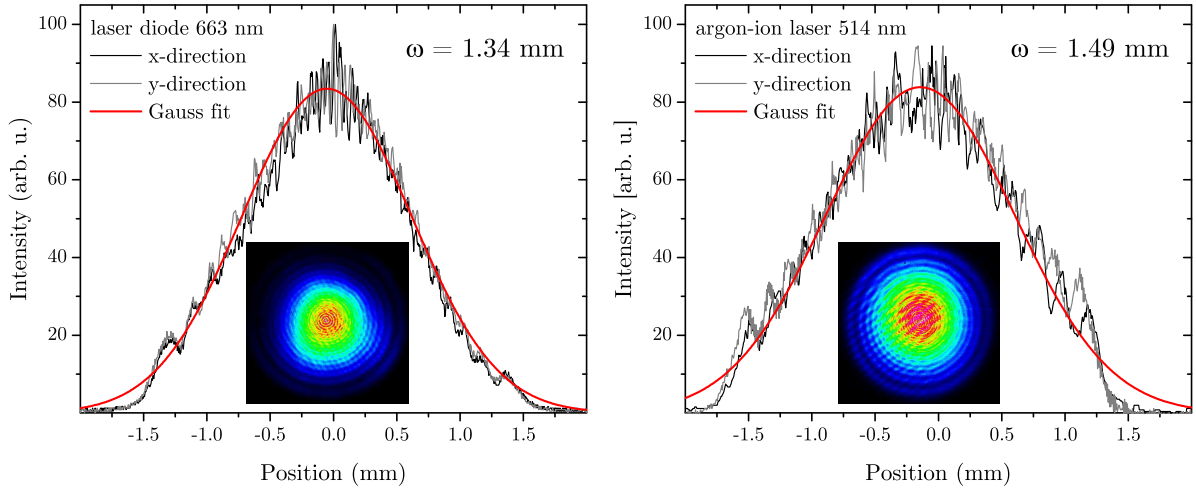 laser diode 663 nm
x-direction
y-direction
Gauss fit
ω = 1.34 mm
Intensity (arb. u.)
100
80
60
40
20
-1.5 -1.0 -0.5 0.0 0.5 1.0 1.5
Position (mm)
argon-ion laser 514 nm
x-direction
y-direction
Gauss fit
ω = 1.49 mm
Intensity [arb. u.]
100
80
60
40
20
-1.5 -1.0 -0.5 0.0 0.5 1.0 1.5
Position (mm)